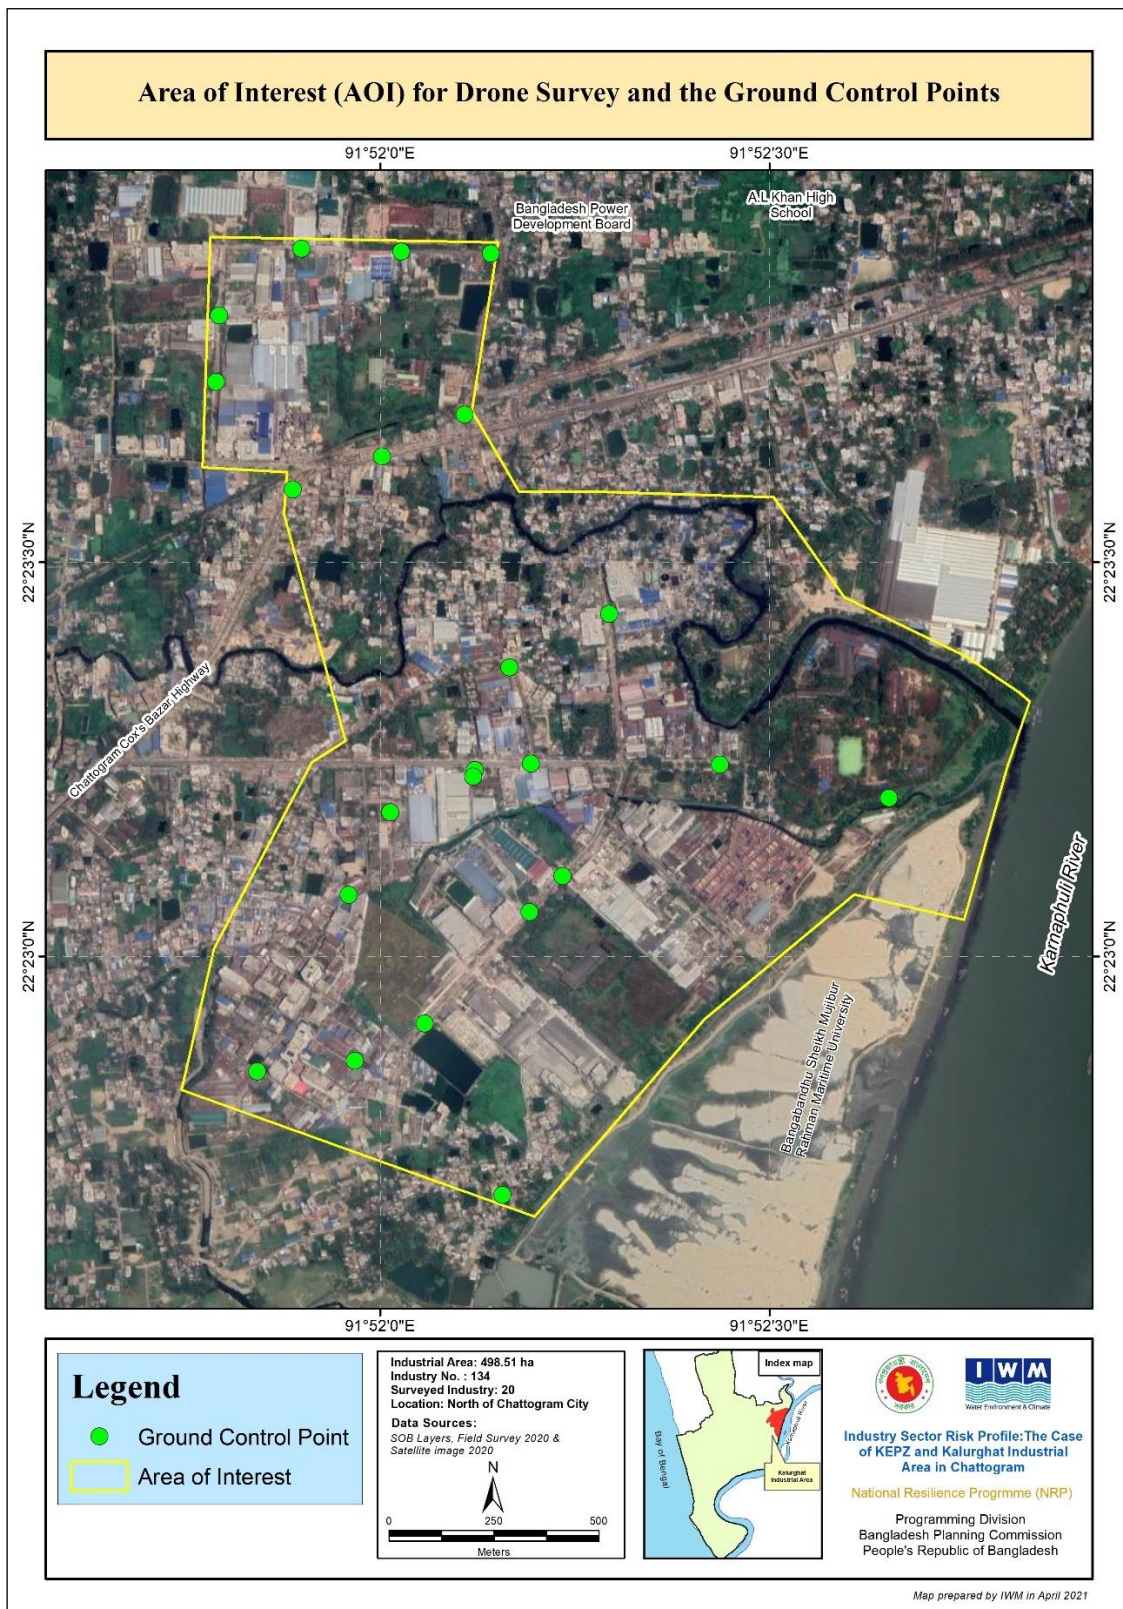 Area of Interest (AOI) for Drone Survey and the Ground Control Points
91°52'0"E
91°52'30"E
Bangladesh Power
Development Board
A.L Khan High
School
22°23'30"N
22°23'30"N
Chattogram Cox's Bazar Highway
Karnaphuli River
22°23'0"N
22°23'0"N
Bangabandhu Sheikh Mujibur
Rahman Maritime University
91°52'0"E
91°52'30"E
Legend
Ground Control Point
Area of Interest
Industrial Area: 498.51 ha
Industry No. : 134
Surveyed Industry: 20
Location: North of Chattogram City
Data Sources:
SOB Layers, Field Survey 2020 &
Satellite image 2020
N
0 250 500
Meters
Index map
Bay of Bengal
Karnaphuli River
Kalurghat
Industrial Area
IWM
Water Environment & Climate
Industry Sector Risk Profile:The Case
of KEPZ and Kalurghat Industrial
Area in Chattogram
National Resilience Progrmme (NRP)
Programming Division
Bangladesh Planning Commission
People's Republic of Bangladesh
Map prepared by IWM in April 2021